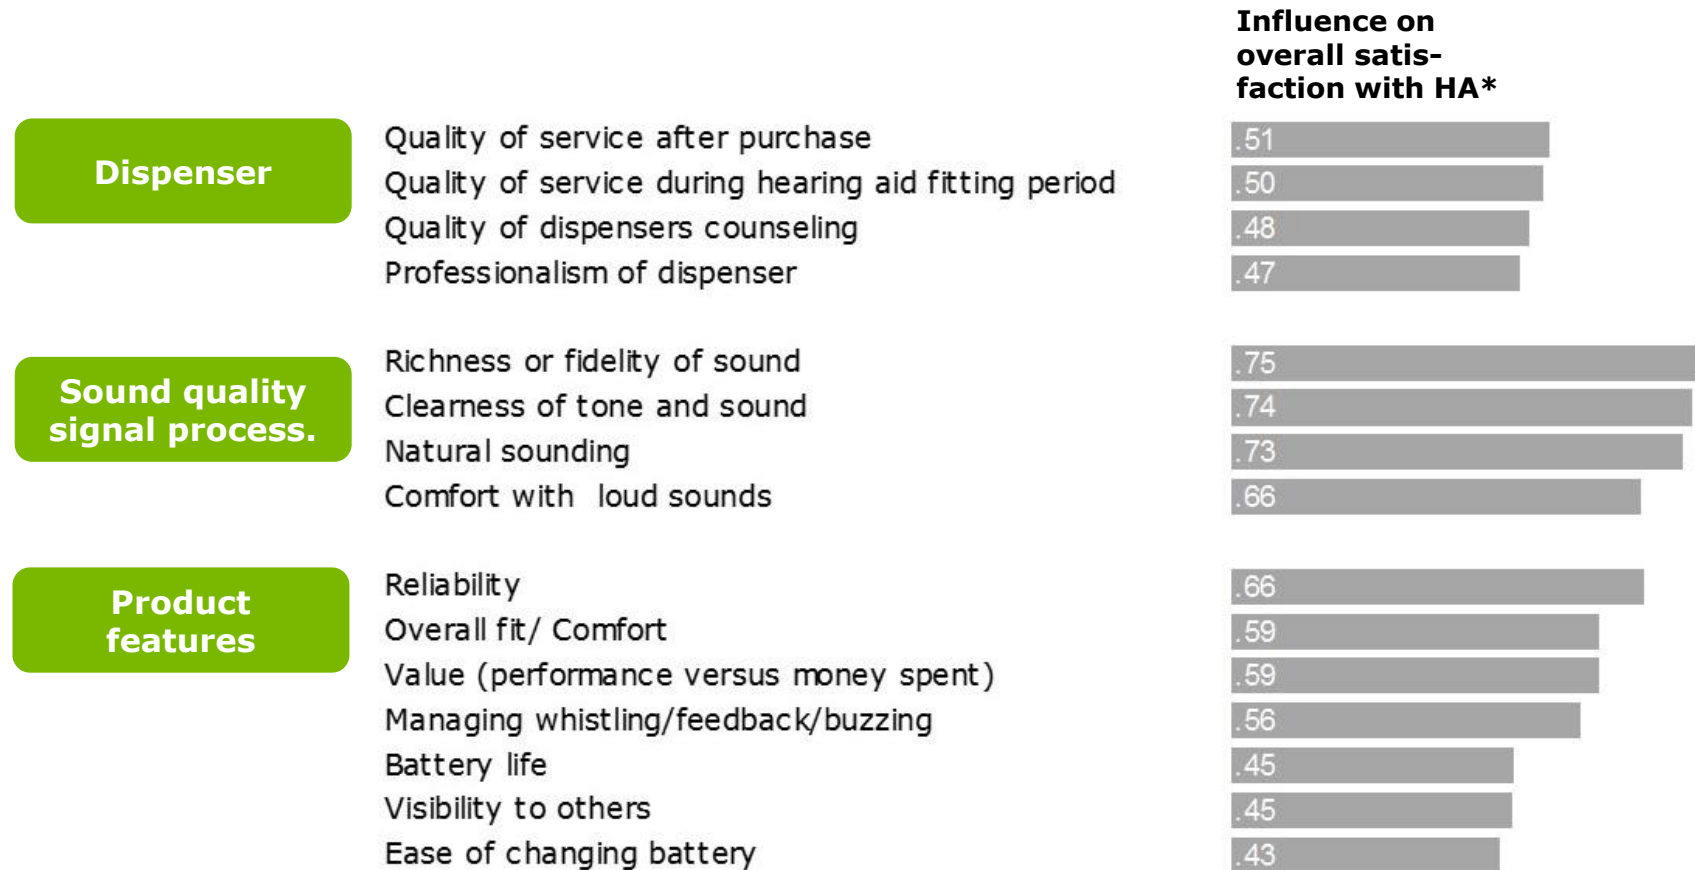 Influence on
overall satis-
faction with HA*
Dispenser
Quality of service after purchase .51
Quality of service during hearing aid fitting period .50
Quality of dispensers counseling .48
Professionalism of dispenser .47
Sound quality
signal process.
Richness or fidelity of sound .75
Clearness of tone and sound .74
Natural sounding .73
Comfort with loud sounds .66
Product
features
Reliability .66
Overall fit/ Comfort .59
Value (performance versus money spent) .59
Managing whistling/feedback/buzzing .56
Battery life .45
Visibility to others .45
Ease of changing battery .43